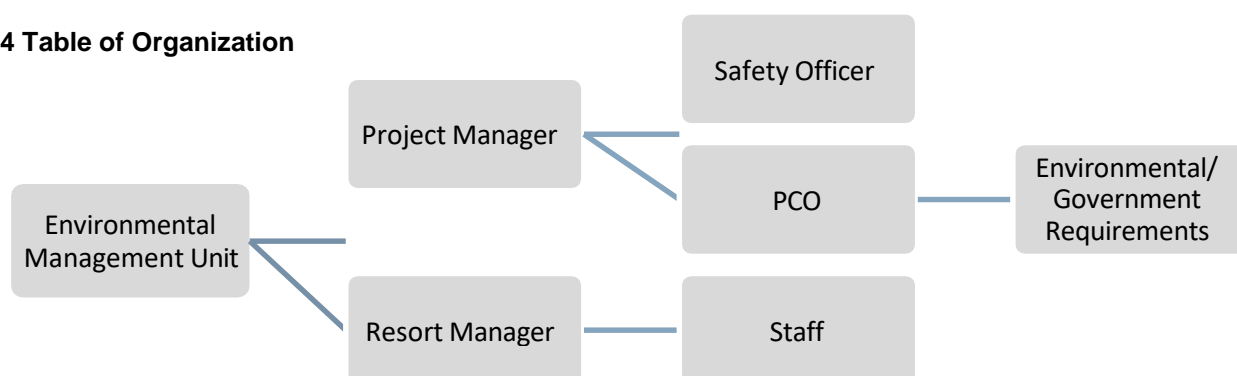 4 Table of Organization
Safety Officer
Project Manager
PCO
Environmental/
Government
Requirements
Environmental
Management Unit
Resort Manager
Staff